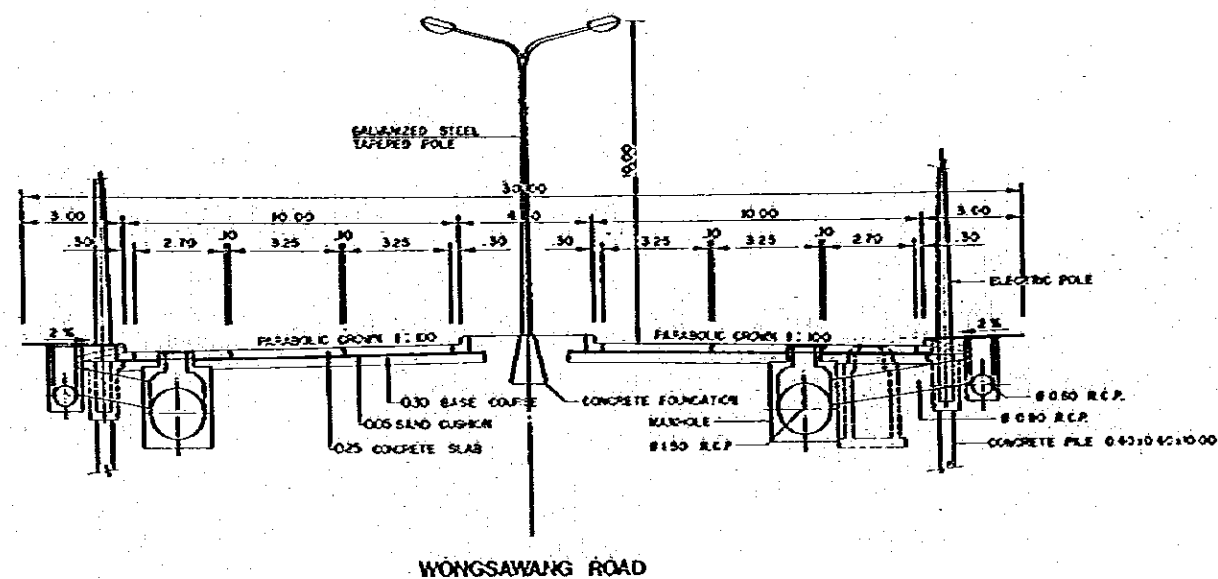 GALVANIZED STEEL
TAPERED POLE
10.00
30.00
3.00 10.00 4.00 10.00 3.00
.30 2.70 .10 3.25 .10 3.25 .30 .30 3.25 .10 3.25 .10 2.70 .30
ELECTRIC POLE
2% PARABOLIC CROWN 1:100 PARABOLIC CROWN 1:100 2%
0.30 BASE COURSE
CONCRETE FOUNDATION
Ø 0.60 R.C.P.
0.05 SAND CUSHION
MANHOLE
0.25 CONCRETE SLAB
Ø 1.50 R.C.P.
CONCRETE PILE 0.40x0.40x10.00
WONGSAWANG ROAD